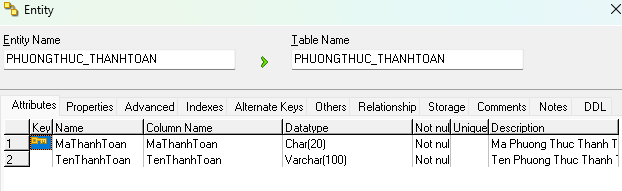 Entity
Entity Name
Table Name
PHUONGTHUC_THANHTOAN
PHUONGTHUC_THANHTOAN
Attributes Properties Advanced Indexes Alternate Keys Others Relationship Storage Comments Notes DDL
Key Name Column Name Datatype Not nul Unique Description
1 MaThanhToan MaThanhToan Char(20) Not nul Ma Phuong Thuc Thanh T
2 TenThanhToan TenThanhToan Varchar(100) Not nul Ten Phuong Thuc Thanh